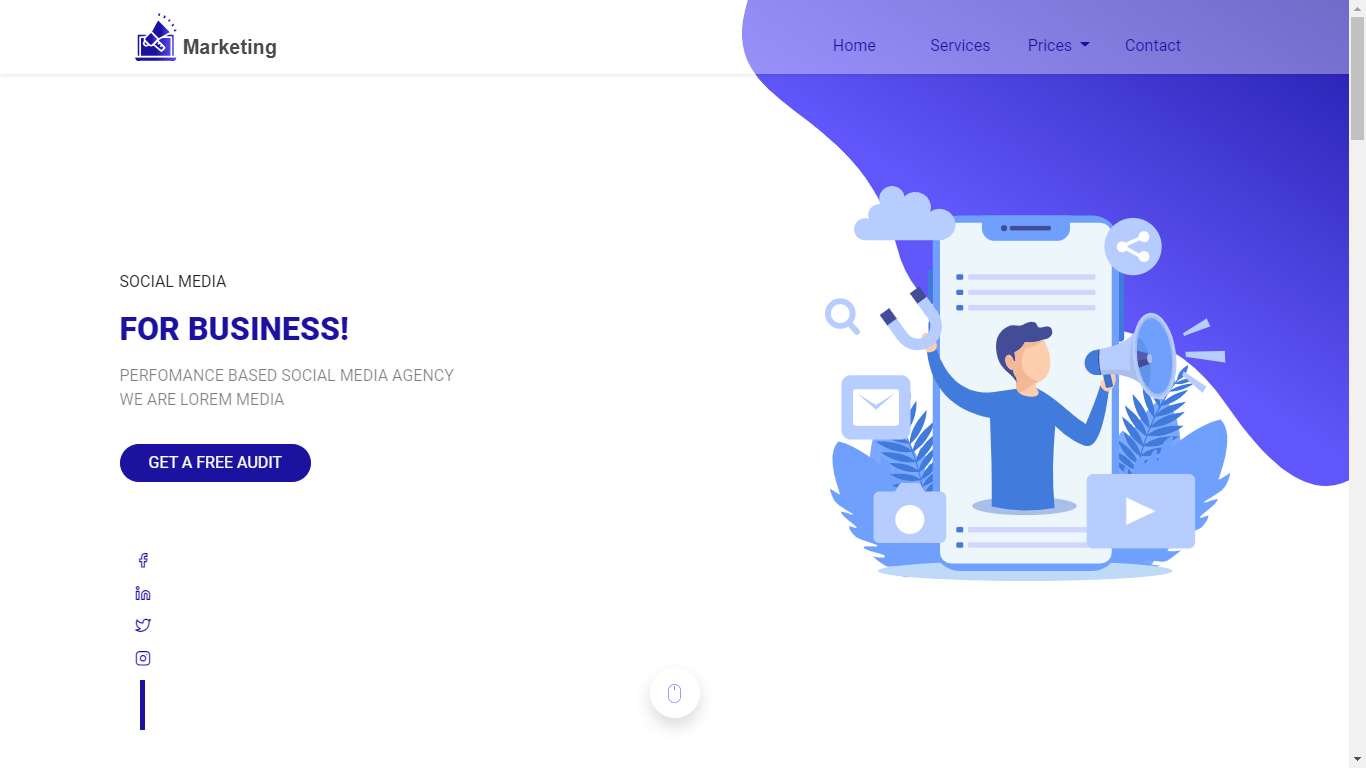 Marketing
Home
Services
Prices
Contact
SOCIAL MEDIA
FOR BUSINESS!
PERFOMANCE BASED SOCIAL MEDIA AGENCY
WE ARE LOREM MEDIA
GET A FREE AUDIT